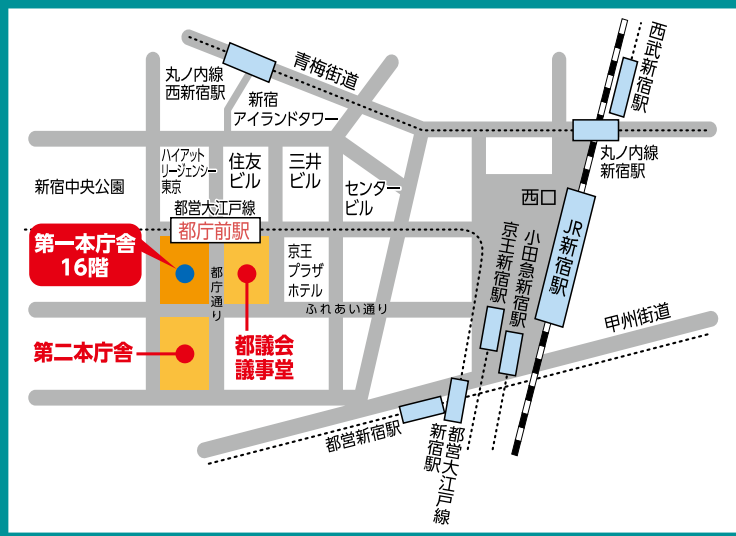 西武新宿駅
青梅街道
丸ノ内線
西新宿駅
新宿
アイランドタワー
丸ノ内線
新宿駅
ハイアット
リージェンシー
東京
住友
ビル
三井
ビル
センター
ビル
新宿中央公園
西口
都営大江戸線
都庁前駅
JR新宿駅
小田急新宿駅
京王新宿駅
第一本庁舎
16階
都庁通り
京王
プラザ
ホテル
ふれあい通り
甲州街道
第二本庁舎
都議会
議事堂
都営新宿駅
都営大江戸線
新宿駅